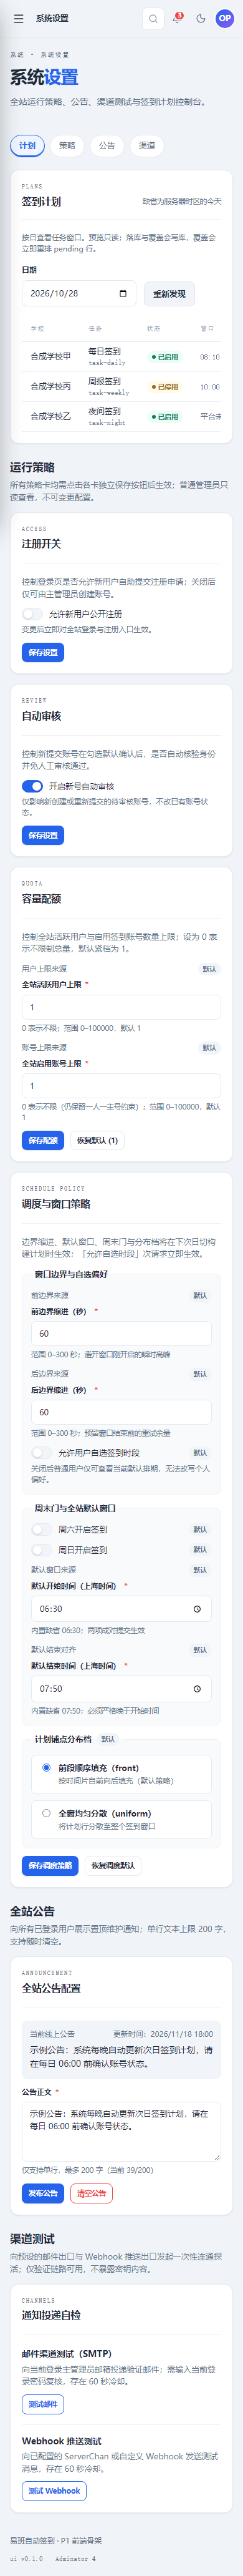 系统设置
3
OP
系统 · 系统设置
系统设置
全站运行策略、公告、渠道测试与签到计划控制台。
计划
策略
公告
渠道
PLANS
签到计划
缺省为服务器时区的今天
按日查看任务窗口。预览只读；落库与覆盖会写库，覆盖会
立即重排 pending 行。
日期
2026/10/28
重新发现
学校 任务 状态 窗口
合成学校甲 每日签到 已启用 08:10
task-daily
合成学校丙 周报签到 已停用 10:00
task-weekly
合成学校乙 夜间签到 已启用 平台未
task-night
运行策略
所有策略卡均需点击各卡独立保存按钮后生效；普通管理员只
读查看，不可变更配置。
ACCESS
注册开关
控制登录页是否允许新用户自助提交注册申请；关闭后
仅可由主管理员创建账号。
允许新用户公开注册
变更后立即对全站登录与注册入口生效。
保存设置
REVIEW
自动审核
控制新提交账号在勾选默认确认后，是否自动核验身份
并免人工审核通过。
开启新号自动审核
仅影响新创建或重新提交的待审核账号，不改已有账号状
态。
保存设置
QUOTA
容量配额
控制全站活跃用户与启用签到账号数量上限；设为 0 表
示不限制总量，默认紧档为 1。
用户上限来源 默认
全站活跃用户上限 *
1
0 表示不限；范围 0–100000，默认 1
账号上限来源 默认
全站启用账号上限 *
1
0 表示不限（仍保留一人一主号约束）；范围 0–100000，默认
1
保存配额
恢复默认 (1)
SCHEDULE POLICY
调度与窗口策略
边界缩进、默认窗口、周末门与分布档将在下次日切构
建计划时生效；「允许自选时段」次请求立即生效。
窗口边界与自选偏好
前边界来源 默认
前边界缩进（秒） *
60
范围 0–300 秒；避开窗口刚开启的瞬时高峰
后边界来源 默认
后边界缩进（秒） *
60
范围 0–300 秒；预留窗口结束前的重试余量
允许用户自选签到时段 默认
关闭后普通用户仅可查看当前默认排期，无法改写个人
偏好。
周末门与全站默认窗口
周六开启签到 默认
周日开启签到 默认
默认窗口来源 默认
默认开始时间（上海时间） *
06:30
内置缺省 06:30；两项成对提交生效
默认结束对齐 默认
默认结束时间（上海时间） *
07:50
内置缺省 07:50；必须严格晚于开始时间
计划铺点分布档 默认
前段顺序填充（front）
按时间片自前向后填充（默认策略）
全窗均匀分散（uniform）
将计划行分散至整个签到窗口
保存调度策略
恢复调度默认
全站公告
向所有已登录用户展示置顶维护通知；单行文本上限 200 字，
支持随时清空。
ANNOUNCEMENT
全站公告配置
当前线上公告 更新时间：2026/11/18 18:00
示例公告：系统每晚自动更新次日签到计划，请
在每日 06:00 前确认账号状态。
公告正文 *
示例公告：系统每晚自动更新次日签到计划，请在
每日 06:00 前确认账号状态。
仅支持单行，最多 200 字（当前 39/200）
发布公告
清空公告
渠道测试
向预设的邮件出口与 Webhook 推送出口发起一次性连通探
活；仅验证链路可用，不暴露密钥内容。
CHANNELS
通知投递自检
邮件渠道测试（SMTP）
向当前登录主管理员邮箱投递验证邮件；需输入当前登
录密码复核，存在 60 秒冷却。
测试邮件
Webhook 推送测试
向已配置的 ServerChan 或自定义 Webhook 发送测试
消息，存在 60 秒冷却。
测试 Webhook
易班自动签到 · P1 前端骨架
ui v0.1.0 Adminator 4